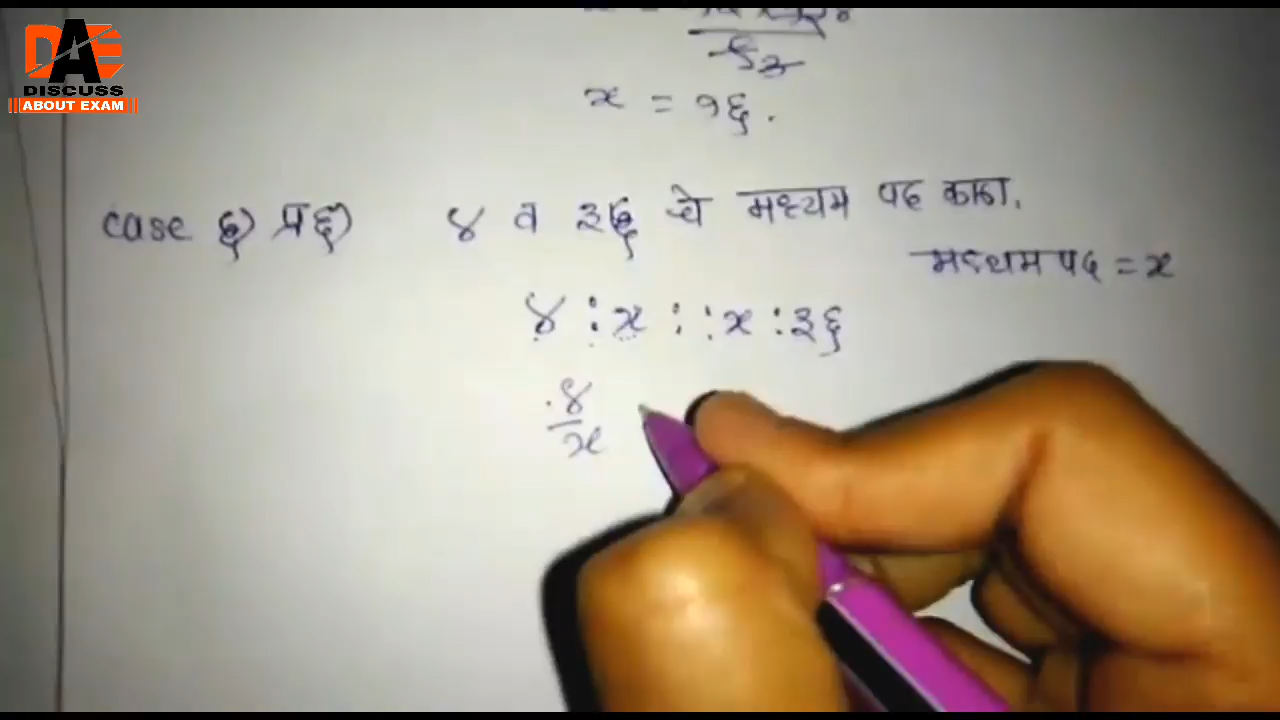 DAE
DISCUSS
ABOUT EXAM
५३
x = १६.
case ६) प्र६) ४ व ३६ चे मध्यम पद काढा.
मध्यम पद = x
४ : x : : x : ३६
४
x